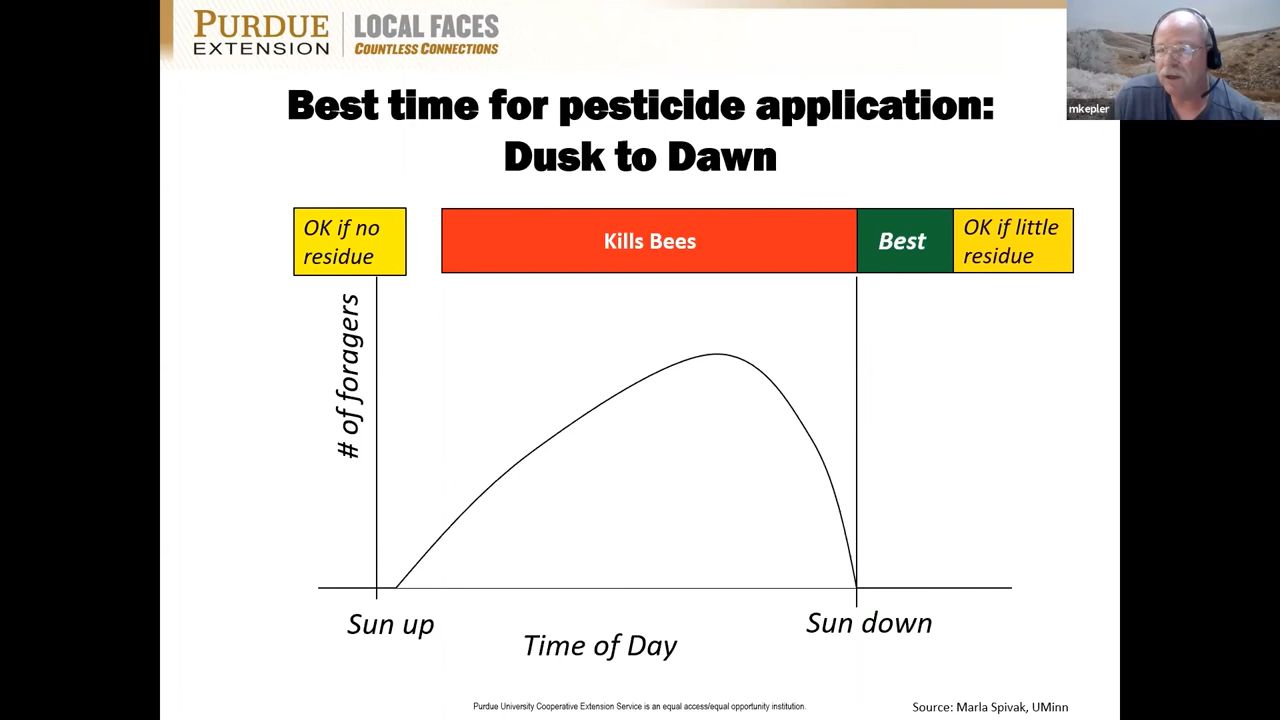 PURDUE
EXTENSION
LOCAL FACES
COUNTLESS CONNECTIONS
mkepler
Best time for pesticide application:
Dusk to Dawn
OK if no
residue
Kills Bees
Best
OK if little
residue
# of foragers
Sun up
Sun down
Time of Day
Purdue University Cooperative Extension Service is an equal access/equal opportunity institution.
Source: Marla Spivak, UMinn